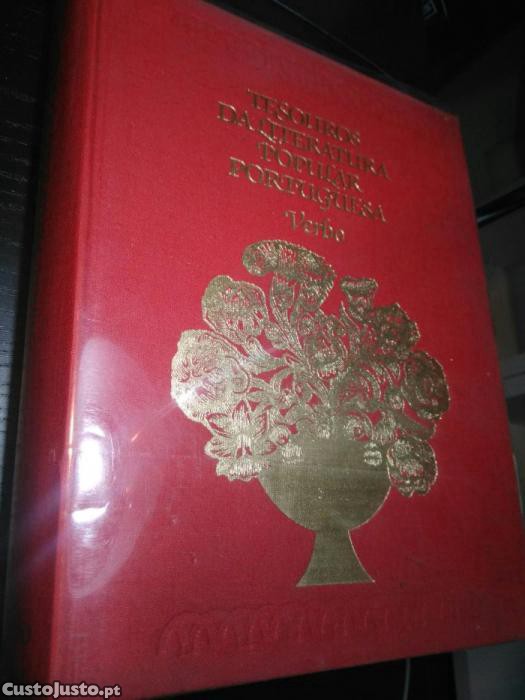 TESOUROS
DA LITERATURA
POPULAR
PORTUGUESA
Verbo
CustoJusto.pt